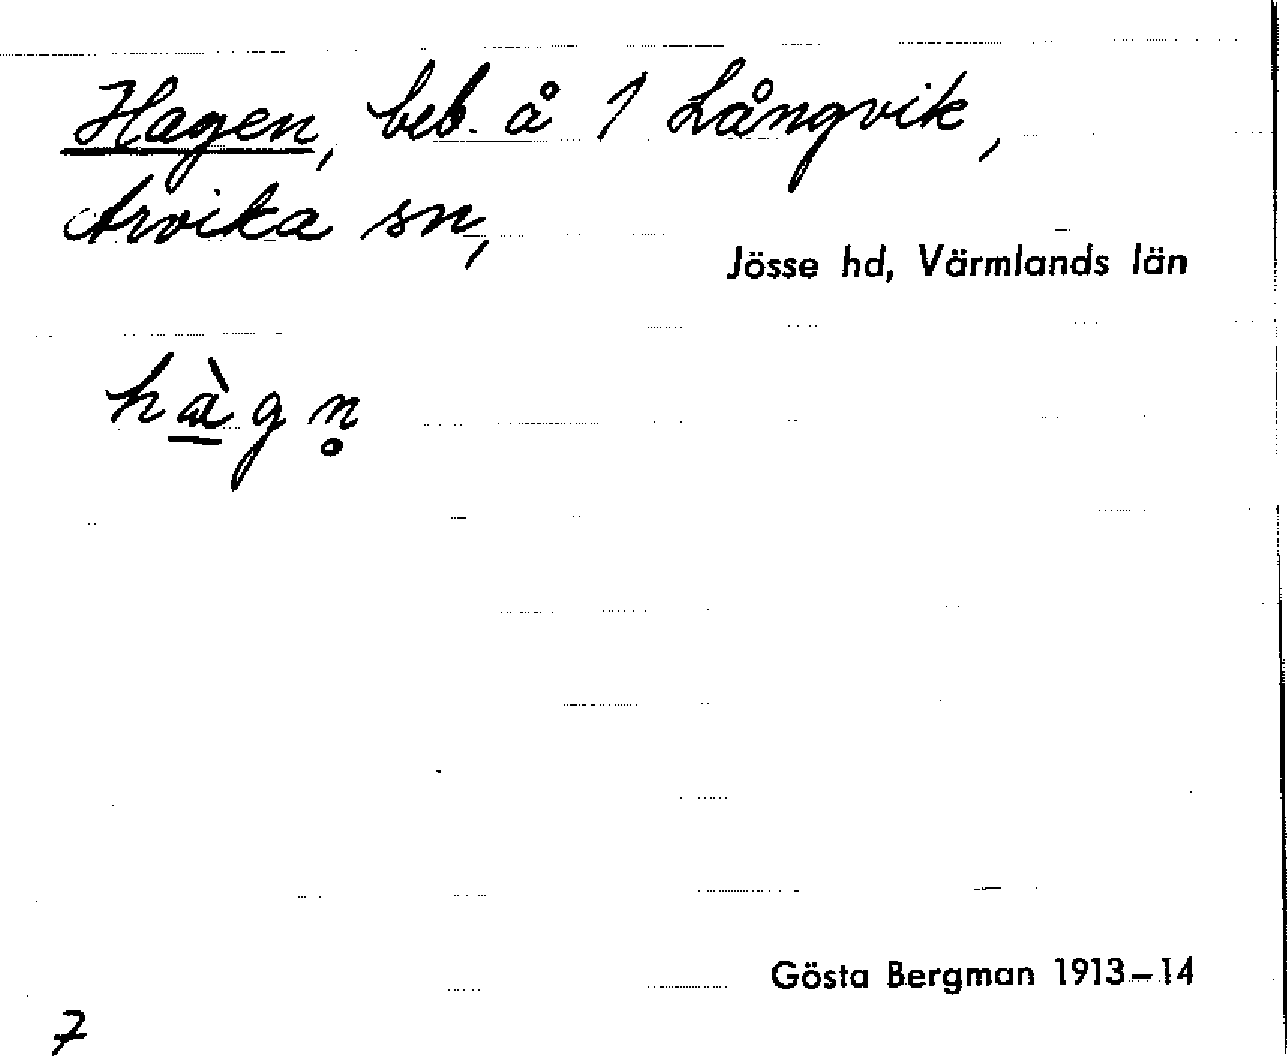 Hagen, beb. å 1 Långvik,
Arvika sn,
Jösse hd, Värmlands län
hàgn̥
Gösta Bergman 1913–14
7